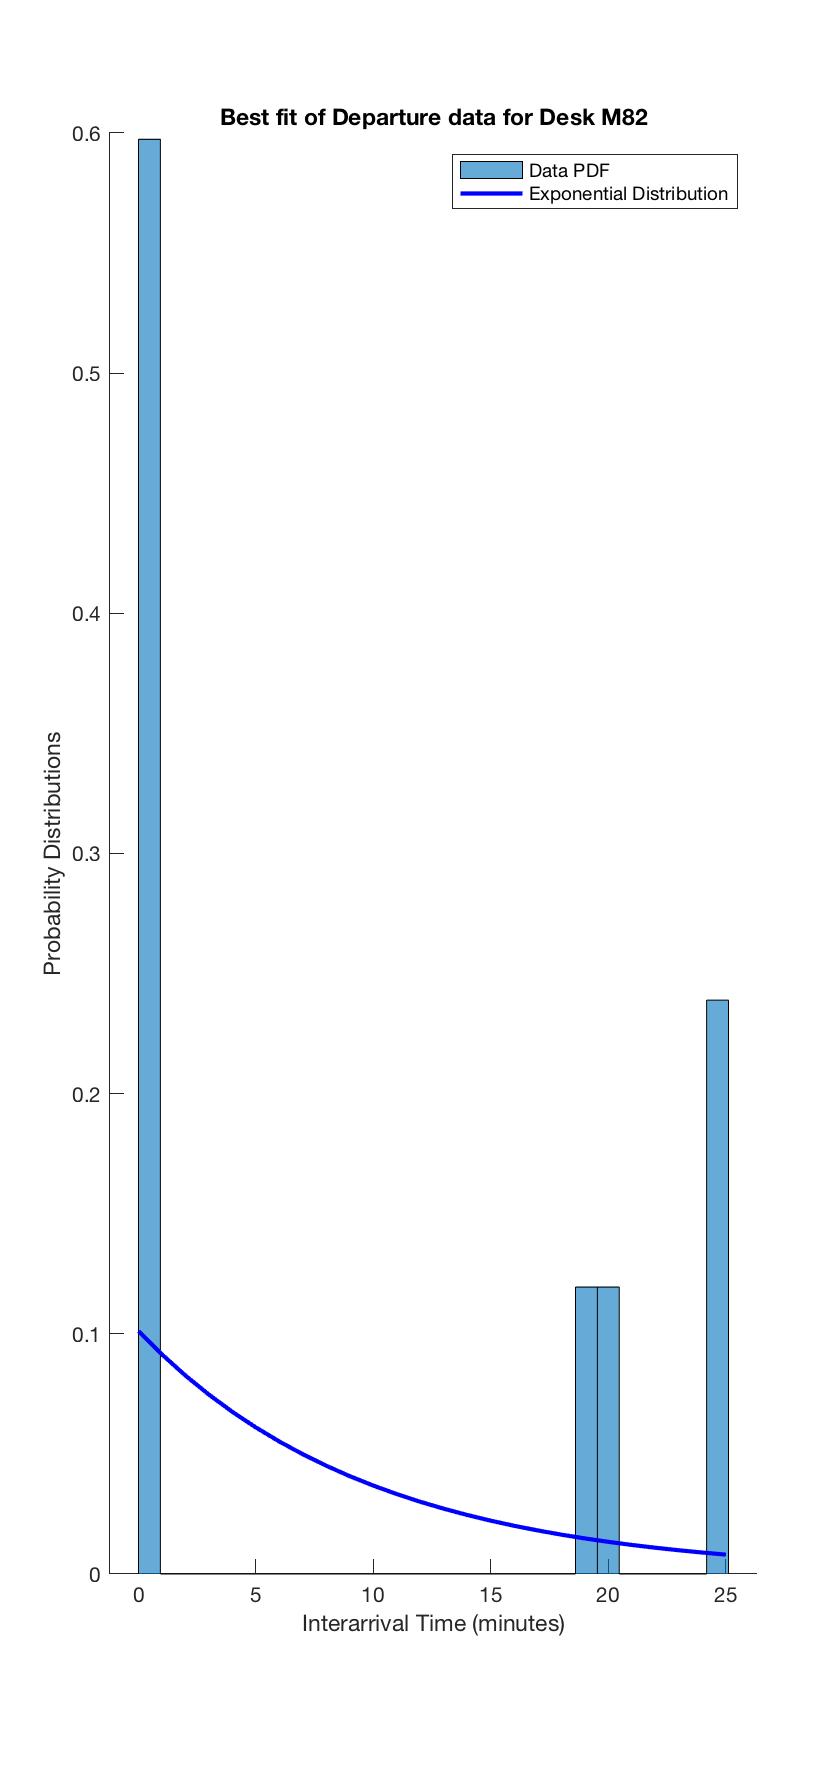 Best fit of Departure data for Desk M82
Data PDF
Exponential Distribution
0.6
0.5
0.4
0.3
0.2
0.1
0
Probability Distributions
0 5 10 15 20 25
Interarrival Time (minutes)